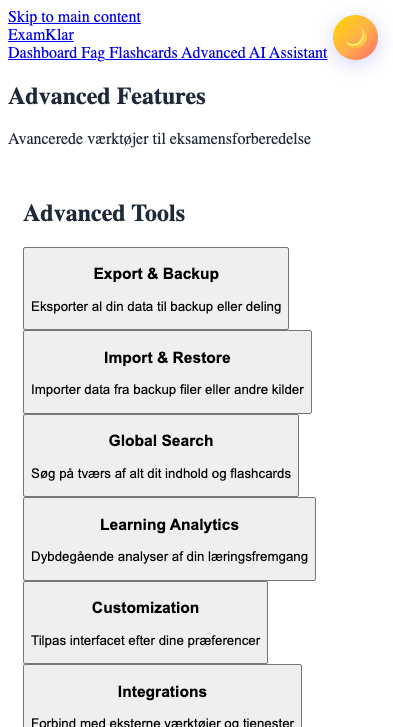 Skip to main content
ExamKlar
Dashboard Fag Flashcards Advanced AI Assistant
Advanced Features
Avancerede værktøjer til eksamensforberedelse
Advanced Tools
Export & Backup
Eksporter al din data til backup eller deling
Import & Restore
Importer data fra backup filer eller andre kilder
Global Search
Søg på tværs af alt dit indhold og flashcards
Learning Analytics
Dybdegående analyser af din læringsfremgang
Customization
Tilpas interfacet efter dine præferencer
Integrations
Forbind med eksterne værktøjer og tjenester